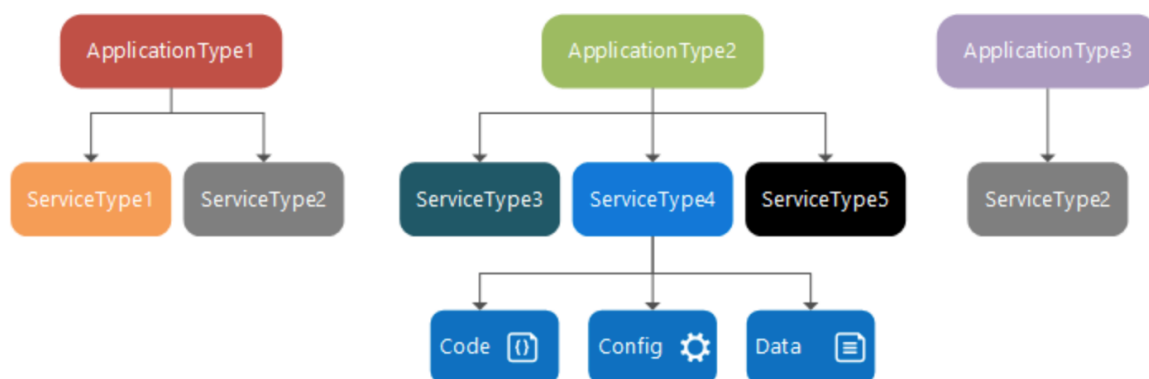 ApplicationType1
ApplicationType2
ApplicationType3
ServiceType1
ServiceType2
ServiceType3
ServiceType4
ServiceType5
ServiceType2
Code
Config
Data